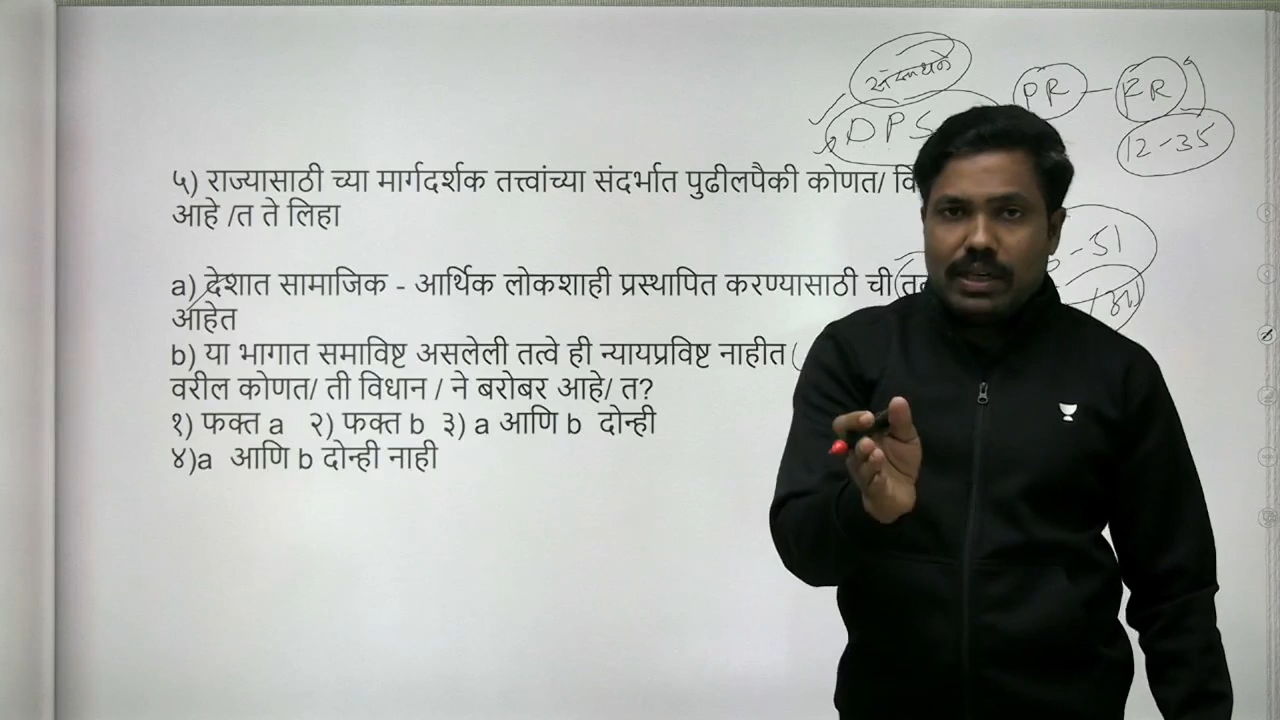 PR - FR
DPS
12-35
५) राज्यासाठी च्या मार्गदर्शक तत्त्वांच्या संदर्भात पुढीलपैकी कोणत/
आहे /त ते लिहा
- 51
a) देशात सामाजिक - आर्थिक लोकशाही प्रस्थापित करण्यासाठी ची
आहेत
b) या भागात समाविष्ट असलेली तत्वे ही न्यायप्रविष्ट नाहीत
वरील कोणत/ ती विधान / ने बरोबर आहे/ त?
१) फक्त a २) फक्त b ३) a आणि b दोन्ही
४)a आणि b दोन्ही नाही